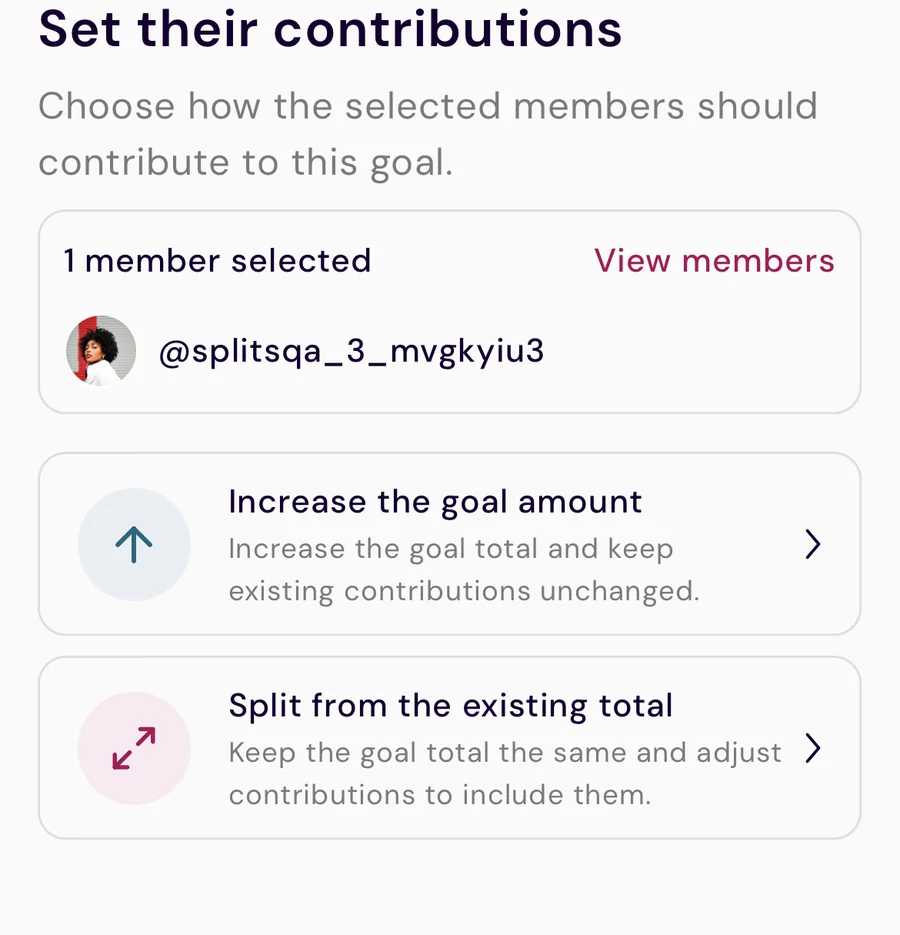 Set their contributions
Choose how the selected members should
contribute to this goal.
1 member selected
View members
@splitsqa_3_mvgkyiu3
Increase the goal amount
Increase the goal total and keep
existing contributions unchanged.
Split from the existing total
Keep the goal total the same and adjust
contributions to include them.